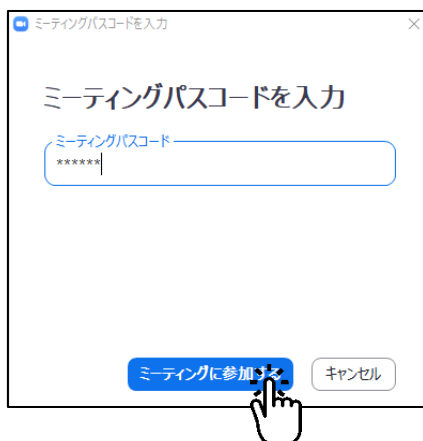 ミーティングパスコードを入力
ミーティングパスコードを入力
ミーティングパスコード
******
ミーティングに参加する
キャンセル